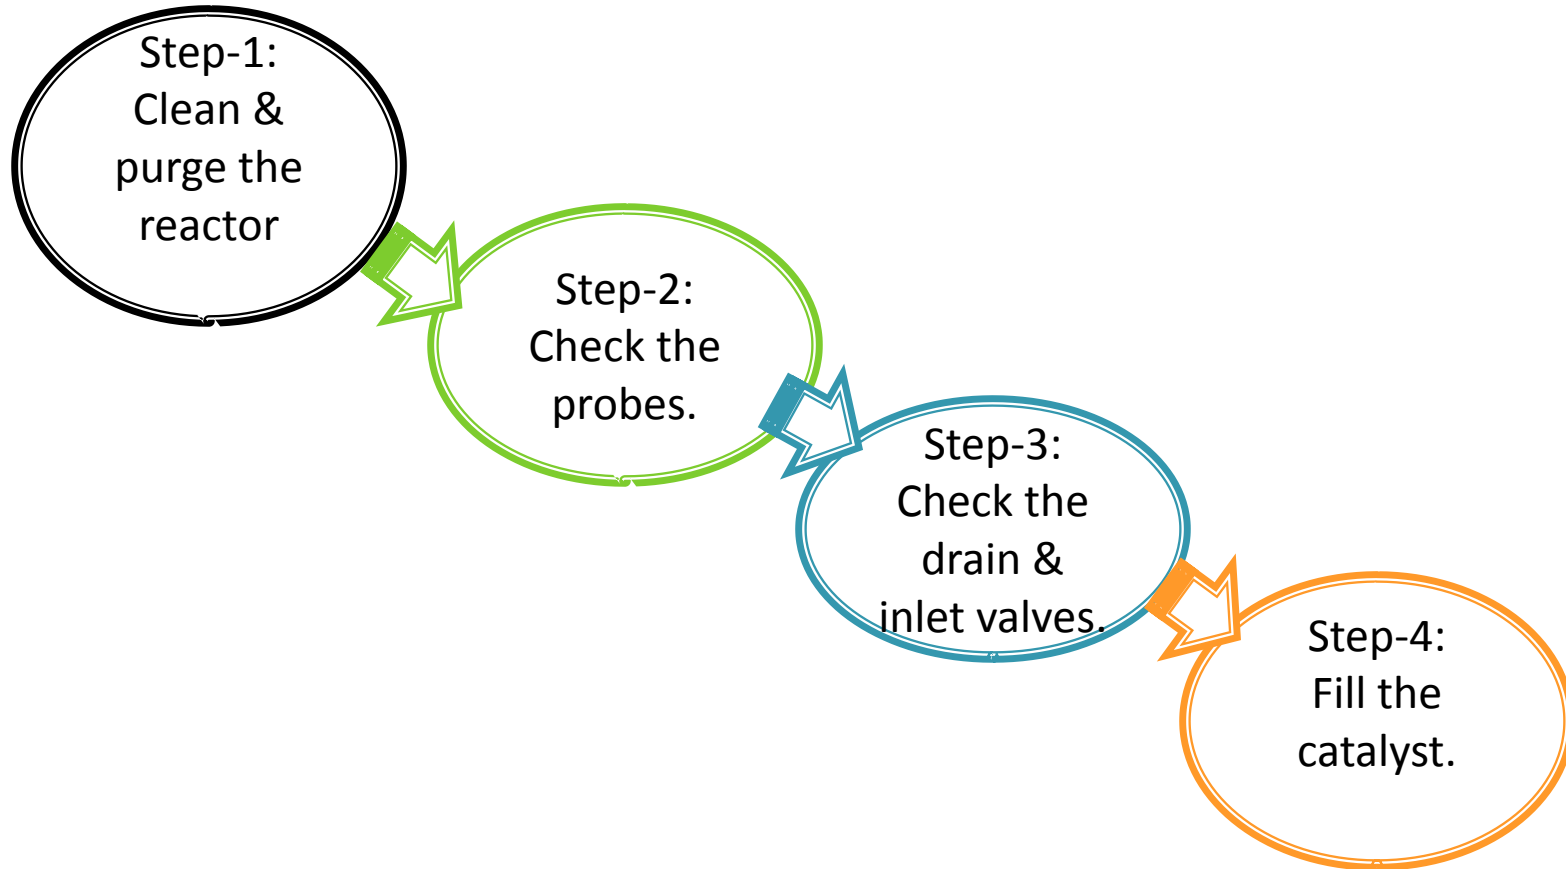 Step-1:
Clean &
purge the
reactor
Step-2:
Check the
probes.
Step-3:
Check the
drain &
inlet valves.
Step-4:
Fill the
catalyst.